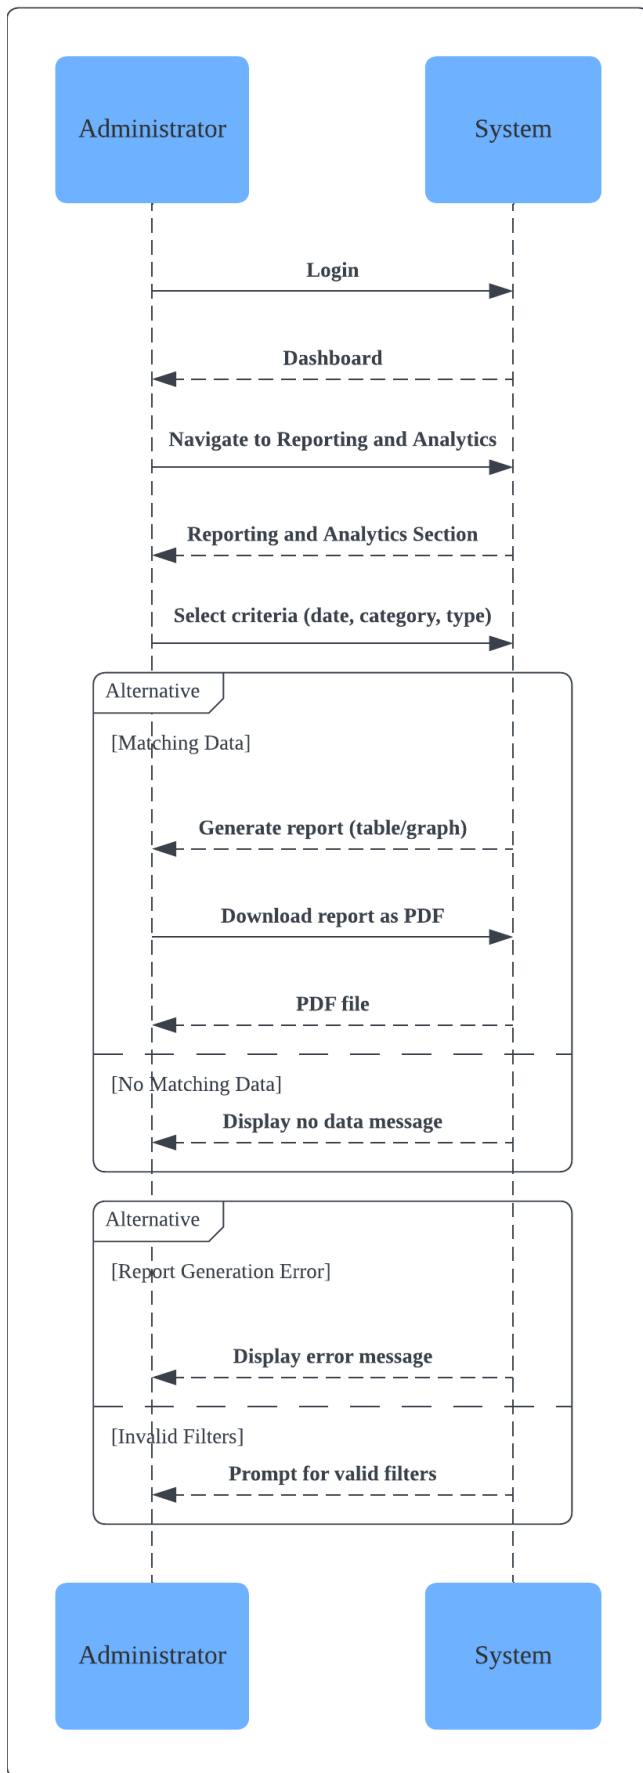 Administrator System
Login
Dashboard
Navigate to Reporting and Analytics
Reporting and Analytics Section
Select criteria (date, category, type)
Alternative
[Matching Data]
Generate report (table/graph)
Download report as PDF
PDF file
[No Matching Data]
Display no data message
Alternative
[Report Generation Error]
Display error message
[Invalid Filters]
Prompt for valid filters
Administrator System